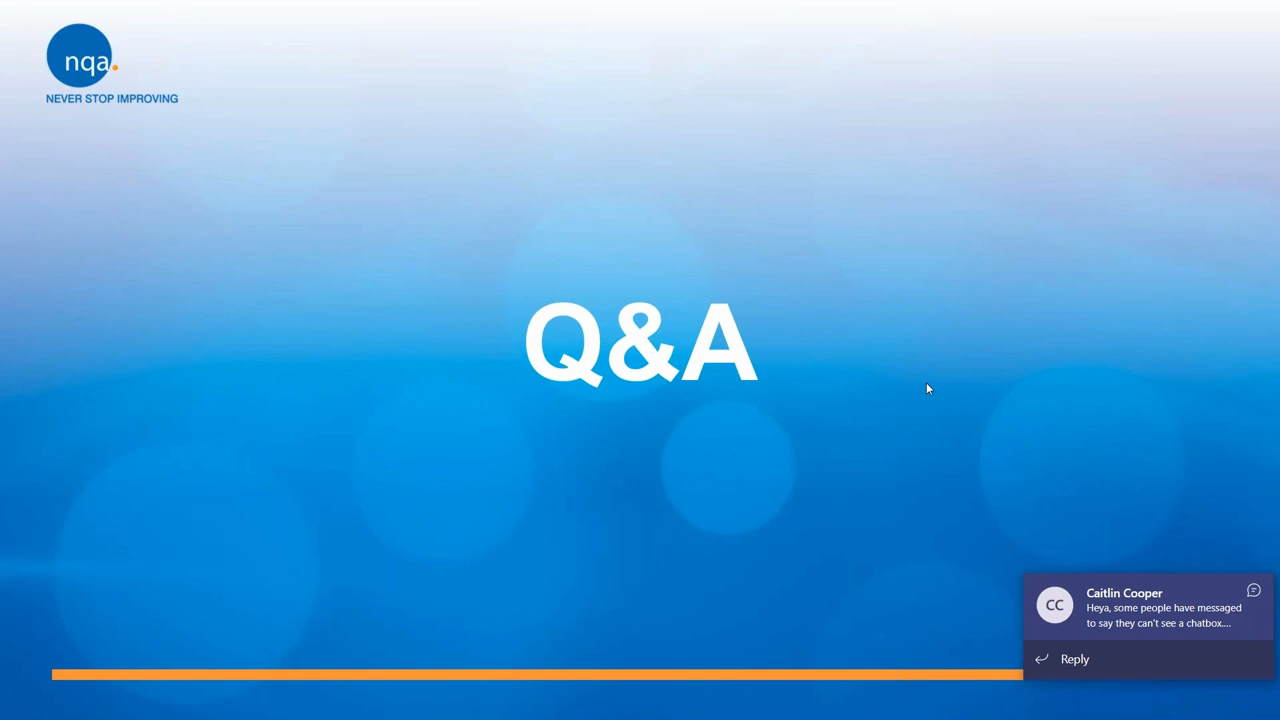 nqa.
NEVER STOP IMPROVING
Q&A
CC
Caitlin Cooper
Heya, some people have messaged
to say they can't see a chatbox....
Reply